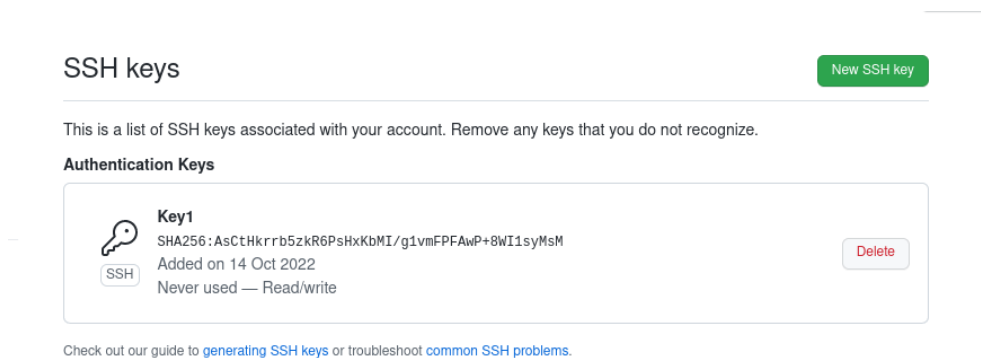 SSH keys
New SSH key
This is a list of SSH keys associated with your account. Remove any keys that you do not recognize.
Authentication Keys
Key1
SHA256:AsCtHkrrb5zkR6PsHxKbMI/g1vmFPFAwP+8WI1syMsM
SSH
Added on 14 Oct 2022
Never used — Read/write
Delete
Check out our guide to generating SSH keys or troubleshoot common SSH problems.